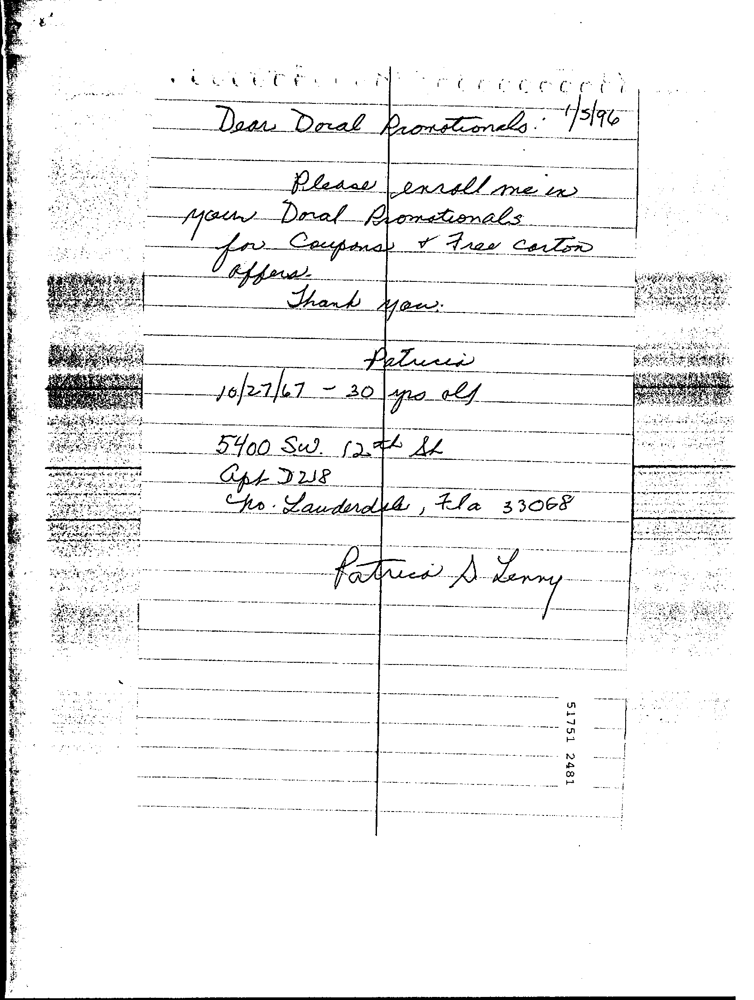 Dear Doral Promotionals: 1/5/96
Please enroll me in
your Doral Promotionals
for Coupons & Free carton
offers.
Thank you.
Patricia
10/27/67 - 30 yrs old
5400 SW. 12th St
Apt D218
No. Lauderdale, Fla 33068
Patricia S Lenny
51751 2481